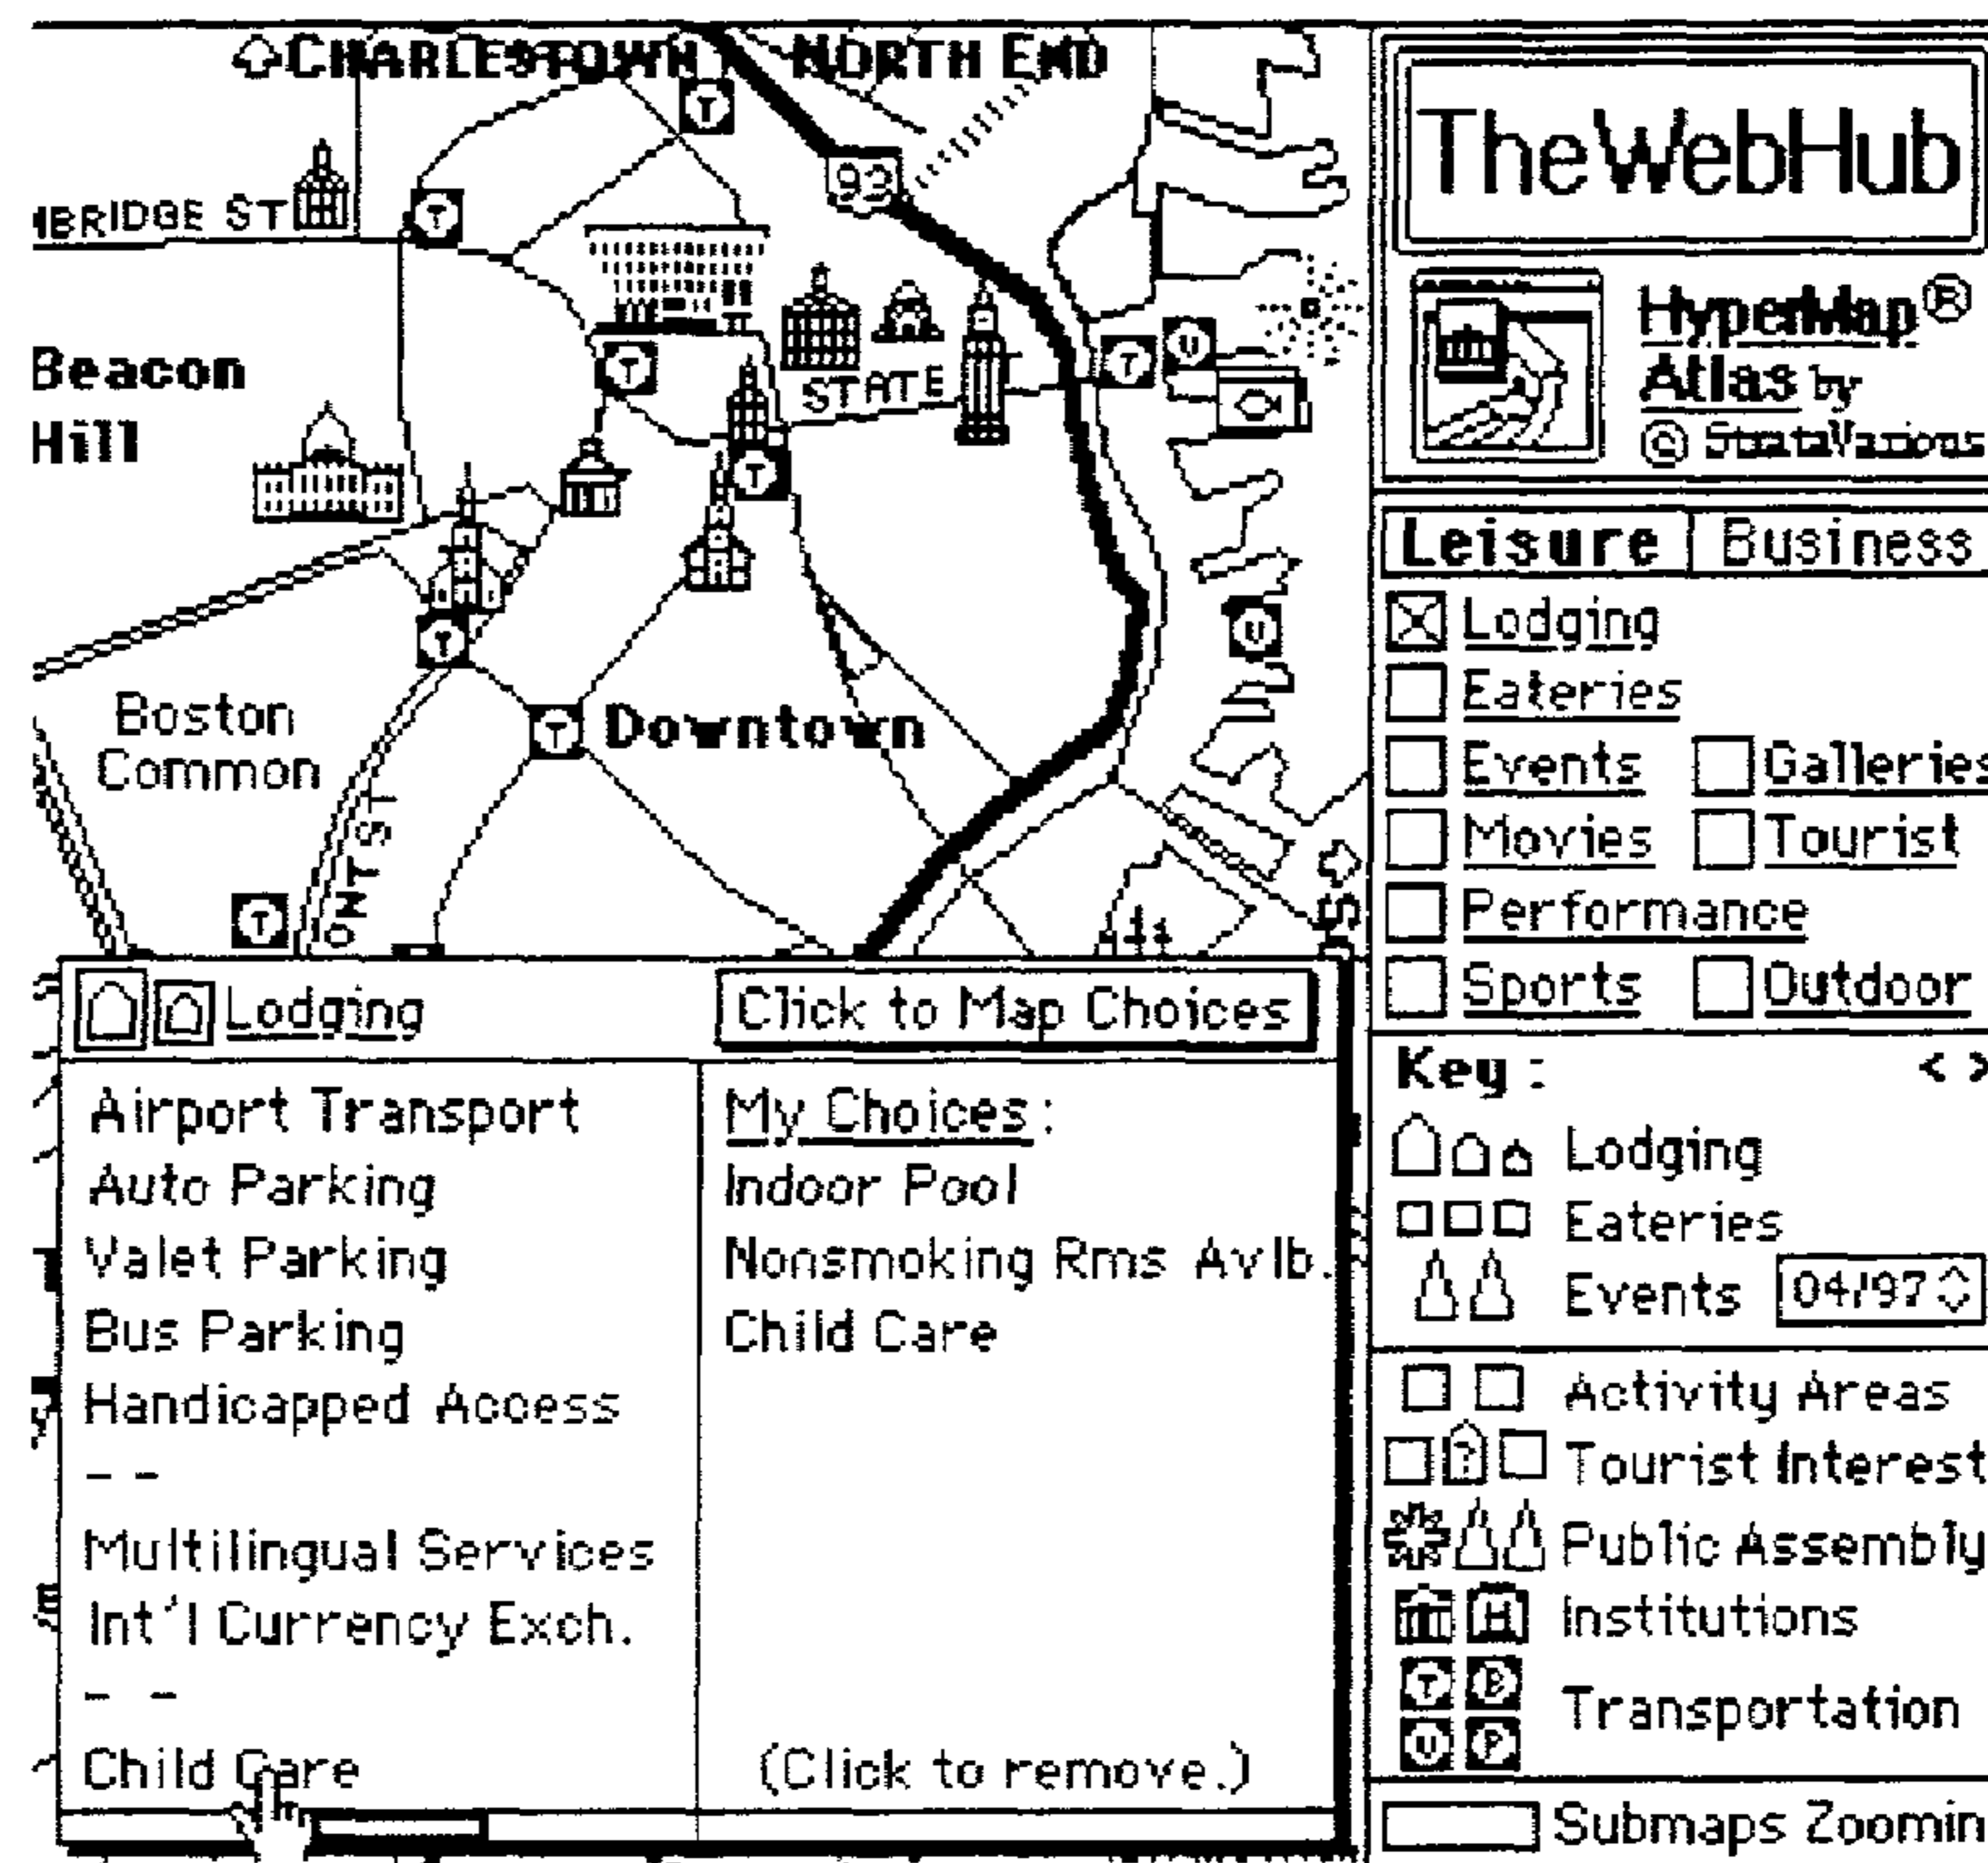 CHARLESTOWN
NORTH END
93
MBRIDGE ST
Beacon
Hill
STATE
Boston
Common
Downtown
ONT ST
T
T
T
T
U
T
T
U
T
T
TheWebHub
HyperMap®
Atlas by
© StrataVarious
Leisure Business
Lodging
Eateries
Events Galleries
Movies Tourist
Performance
Sports Outdoor
Key : < >
Lodging
Eateries
Events 04/97
Activity Areas
? Tourist Interest
Public Assembly
H Institutions
T B
U P
Transportation
Submaps Zoomin
Lodging Click to Map Choices
Airport Transport
Auto Parking
Valet Parking
Bus Parking
Handicapped Access
- -
Multilingual Services
Int'l Currency Exch.
- -
Child Care
My Choices:
Indoor Pool
Nonsmoking Rms Avlb.
Child Care
(Click to remove.)